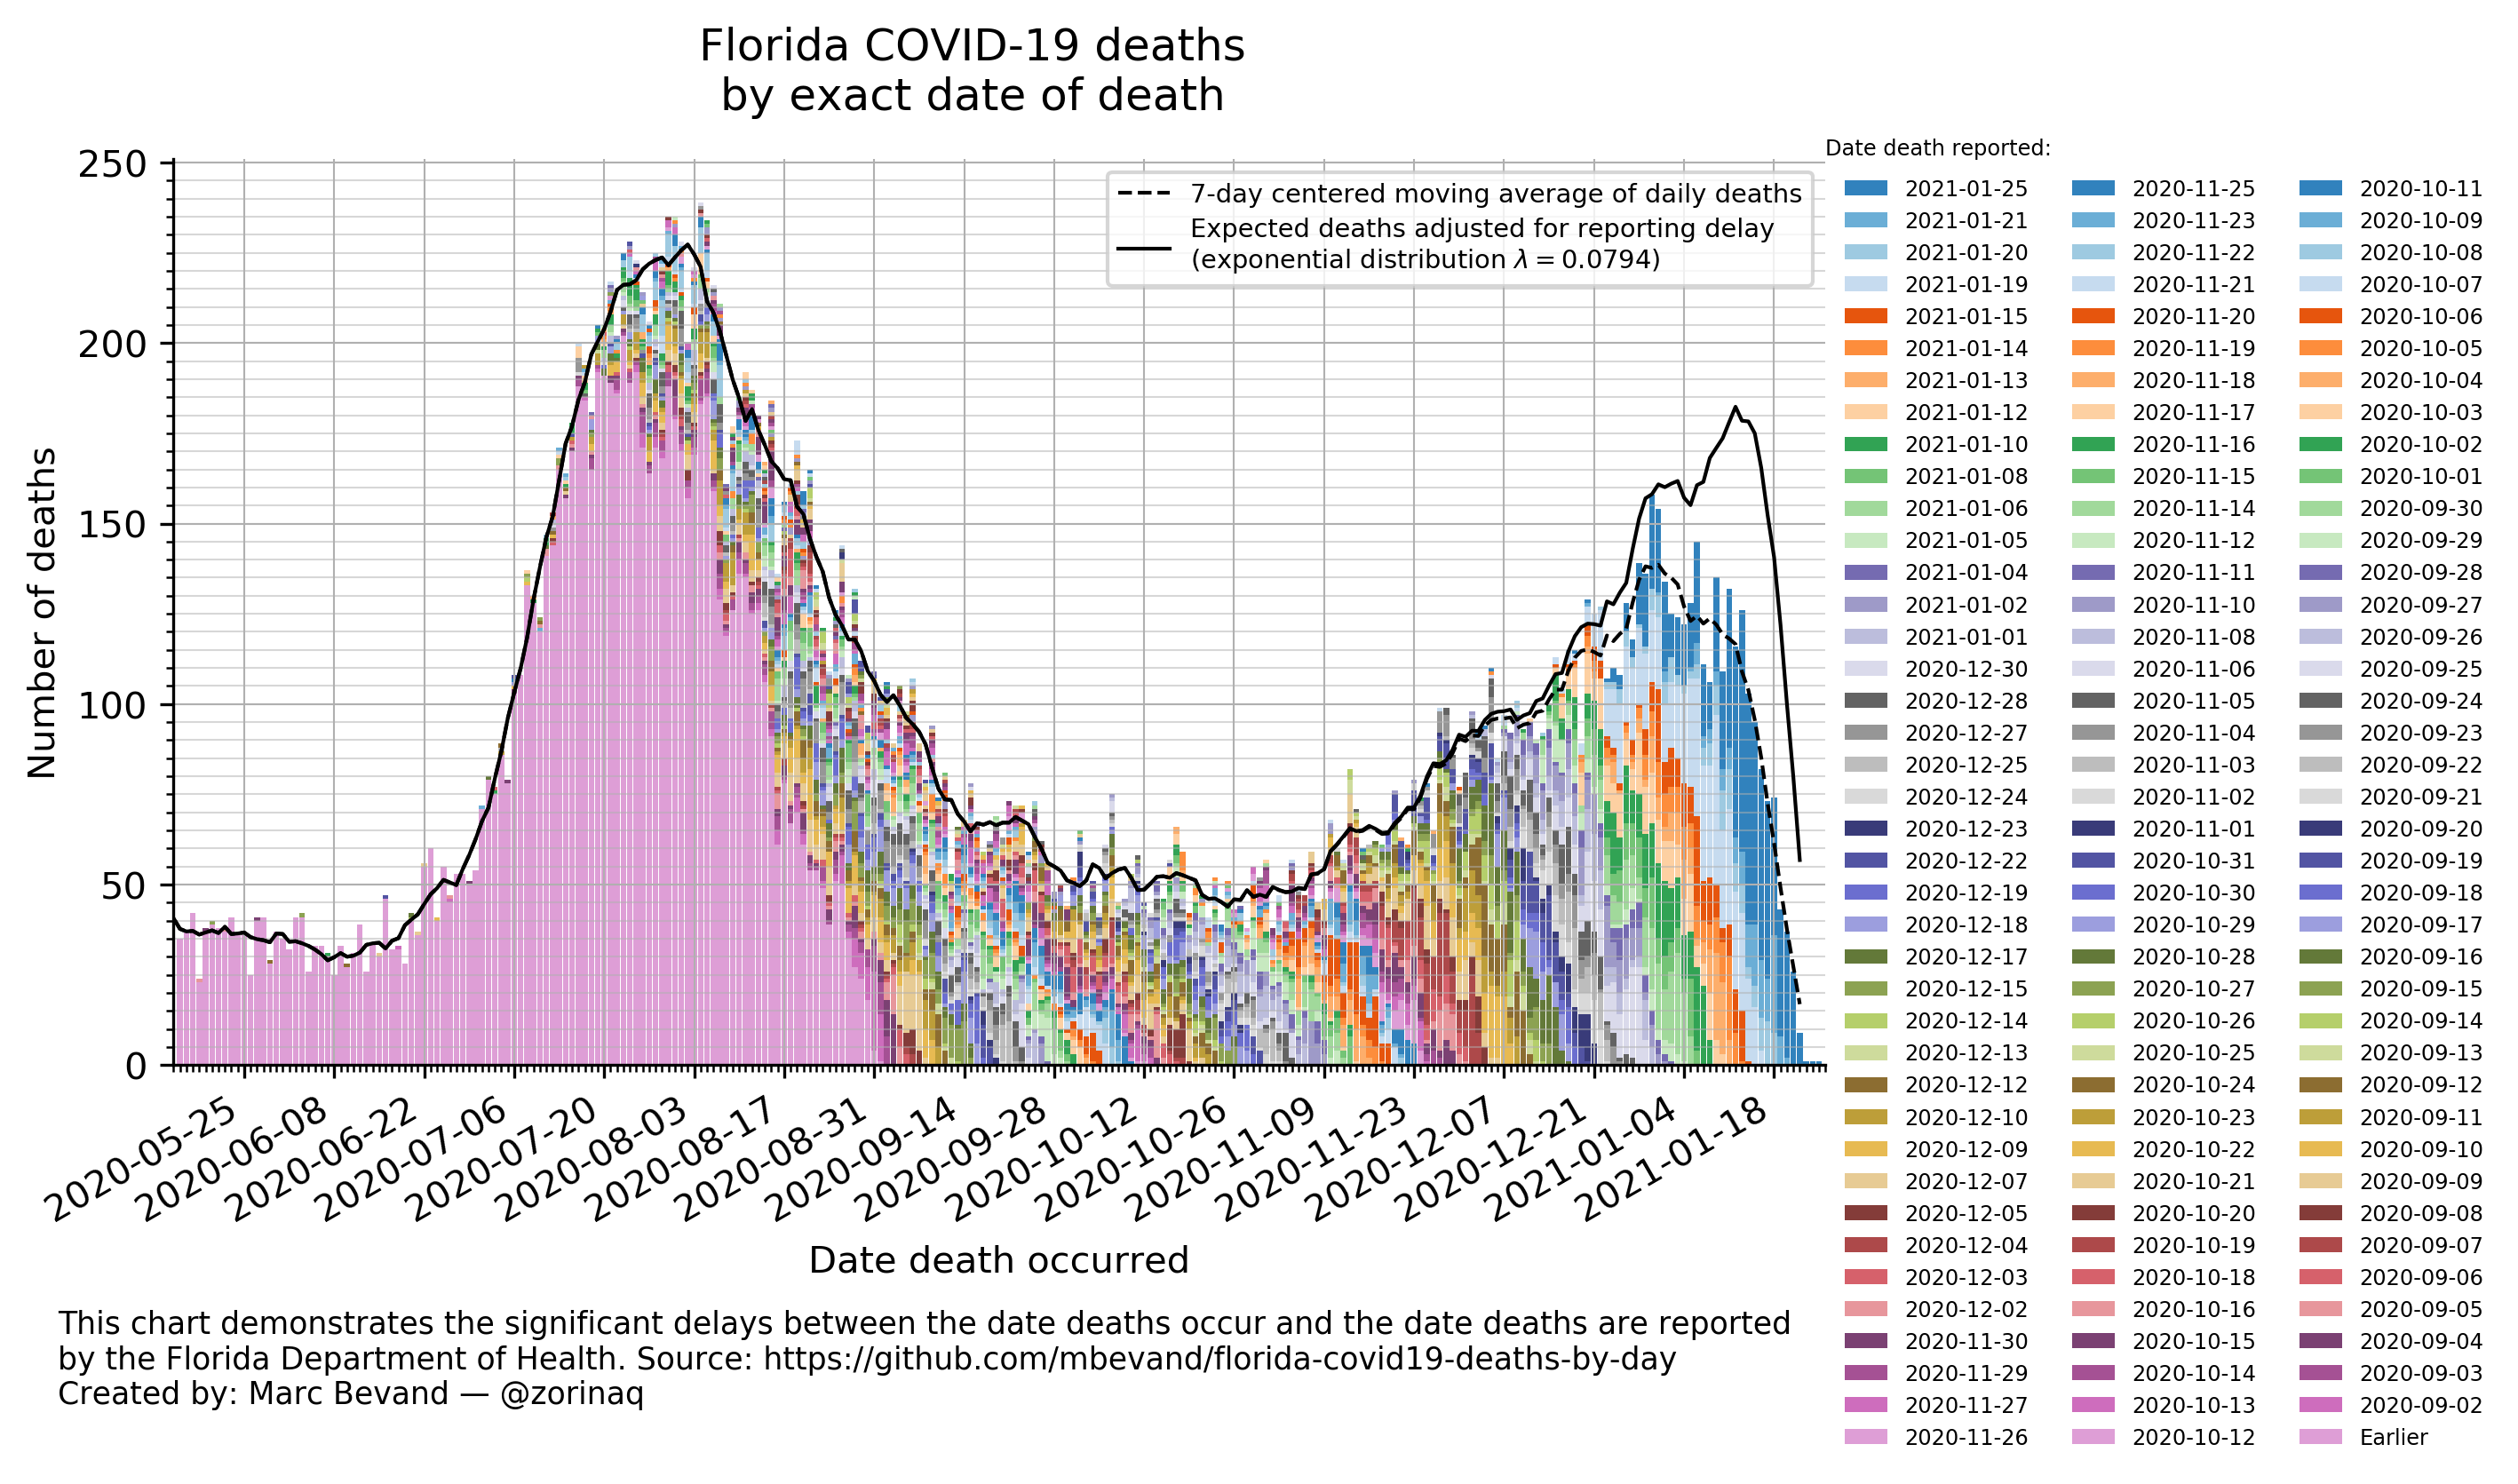 Florida COVID-19 deaths
by exact date of death
Number of deaths
250
200
150
100
50
0
7-day centered moving average of daily deaths
Expected deaths adjusted for reporting delay
(exponential distribution λ = 0.0794)
2020-05-25
2020-06-08
2020-06-22
2020-07-06
2020-07-20
2020-08-03
2020-08-17
2020-08-31
2020-09-14
2020-09-28
2020-10-12
2020-10-26
2020-11-09
2020-11-23
2020-12-07
2020-12-21
2021-01-04
2021-01-18
Date death occurred
Date death reported:
2021-01-25 2020-11-25 2020-10-11
2021-01-21 2020-11-23 2020-10-09
2021-01-20 2020-11-22 2020-10-08
2021-01-19 2020-11-21 2020-10-07
2021-01-15 2020-11-20 2020-10-06
2021-01-14 2020-11-19 2020-10-05
2021-01-13 2020-11-18 2020-10-04
2021-01-12 2020-11-17 2020-10-03
2021-01-10 2020-11-16 2020-10-02
2021-01-08 2020-11-15 2020-10-01
2021-01-06 2020-11-14 2020-09-30
2021-01-05 2020-11-12 2020-09-29
2021-01-04 2020-11-11 2020-09-28
2021-01-02 2020-11-10 2020-09-27
2021-01-01 2020-11-08 2020-09-26
2020-12-30 2020-11-06 2020-09-25
2020-12-28 2020-11-05 2020-09-24
2020-12-27 2020-11-04 2020-09-23
2020-12-25 2020-11-03 2020-09-22
2020-12-24 2020-11-02 2020-09-21
2020-12-23 2020-11-01 2020-09-20
2020-12-22 2020-10-31 2020-09-19
2020-12-19 2020-10-30 2020-09-18
2020-12-18 2020-10-29 2020-09-17
2020-12-17 2020-10-28 2020-09-16
2020-12-15 2020-10-27 2020-09-15
2020-12-14 2020-10-26 2020-09-14
2020-12-13 2020-10-25 2020-09-13
2020-12-12 2020-10-24 2020-09-12
2020-12-10 2020-10-23 2020-09-11
2020-12-09 2020-10-22 2020-09-10
2020-12-07 2020-10-21 2020-09-09
2020-12-05 2020-10-20 2020-09-08
2020-12-04 2020-10-19 2020-09-07
2020-12-03 2020-10-18 2020-09-06
2020-12-02 2020-10-16 2020-09-05
2020-11-30 2020-10-15 2020-09-04
2020-11-29 2020-10-14 2020-09-03
2020-11-27 2020-10-13 2020-09-02
2020-11-26 2020-10-12 Earlier
This chart demonstrates the significant delays between the date deaths occur and the date deaths are reported
by the Florida Department of Health. Source: https://github.com/mbevand/florida-covid19-deaths-by-day
Created by: Marc Bevand — @zorinaq